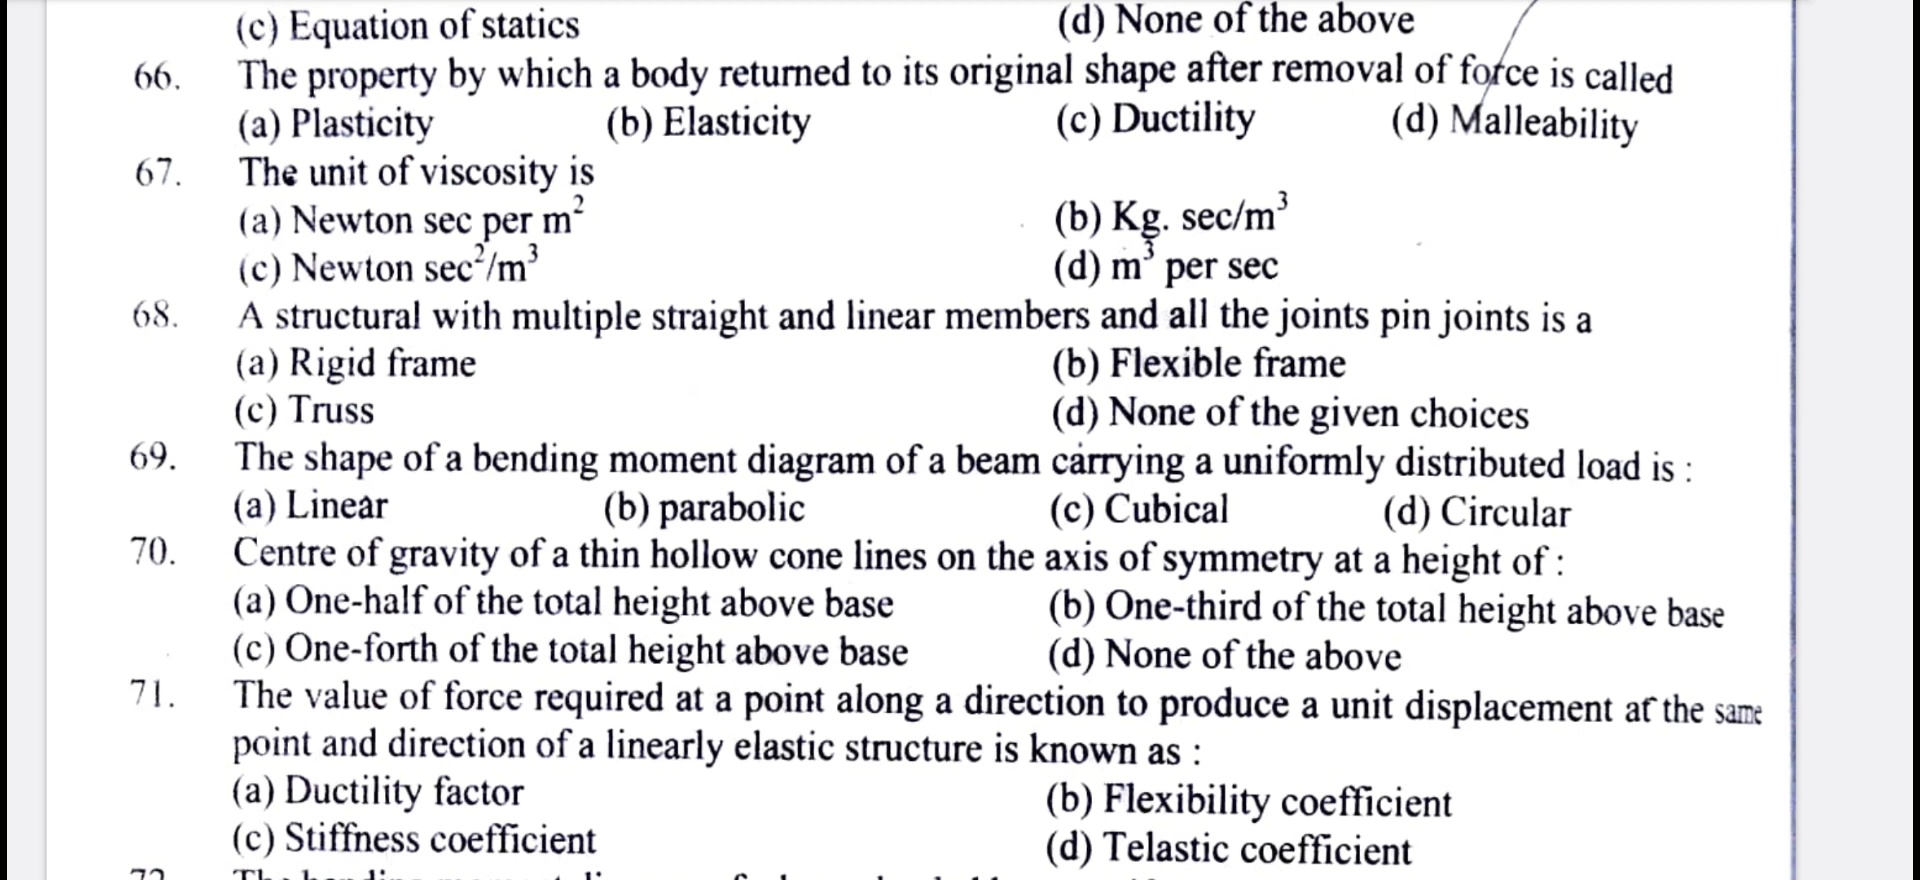 (c) Equation of statics (d) None of the above
66. The property by which a body returned to its original shape after removal of force is called
(a) Plasticity (b) Elasticity (c) Ductility (d) Malleability
67. The unit of viscosity is
(a) Newton sec per m² (b) Kg. sec/m³
(c) Newton sec²/m³ (d) m³ per sec
68. A structural with multiple straight and linear members and all the joints pin joints is a
(a) Rigid frame (b) Flexible frame
(c) Truss (d) None of the given choices
69. The shape of a bending moment diagram of a beam carrying a uniformly distributed load is :
(a) Linear (b) parabolic (c) Cubical (d) Circular
70. Centre of gravity of a thin hollow cone lines on the axis of symmetry at a height of :
(a) One-half of the total height above base (b) One-third of the total height above base
(c) One-forth of the total height above base (d) None of the above
71. The value of force required at a point along a direction to produce a unit displacement at the same
point and direction of a linearly elastic structure is known as :
(a) Ductility factor (b) Flexibility coefficient
(c) Stiffness coefficient (d) Telastic coefficient